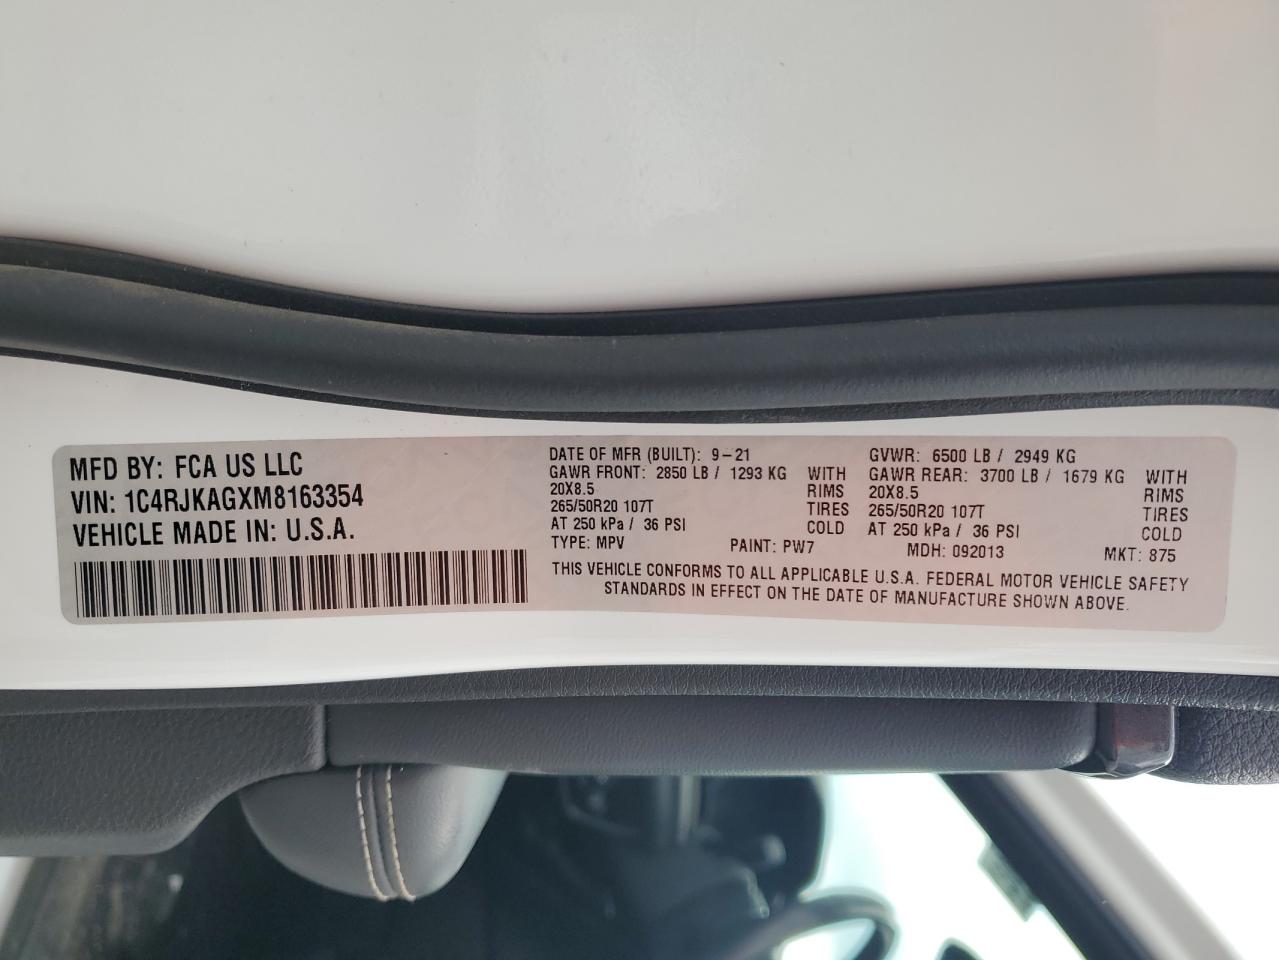 MFD BY: FCA US LLC
VIN: 1C4RJKAGXM8163354
VEHICLE MADE IN: U.S.A.
DATE OF MFR (BUILT): 9-21
GAWR FRONT: 2850 LB / 1293 KG WITH
20X8.5 RIMS
265/50R20 107T TIRES
AT 250 kPa / 36 PSI COLD
GVWR: 6500 LB / 2949 KG
GAWR REAR: 3700 LB / 1679 KG WITH
20X8.5 RIMS
265/50R20 107T TIRES
AT 250 kPa / 36 PSI COLD
TYPE: MPV PAINT: PW7 MDH: 092013 MKT: 875
THIS VEHICLE CONFORMS TO ALL APPLICABLE U.S.A. FEDERAL MOTOR VEHICLE SAFETY
STANDARDS IN EFFECT ON THE DATE OF MANUFACTURE SHOWN ABOVE.